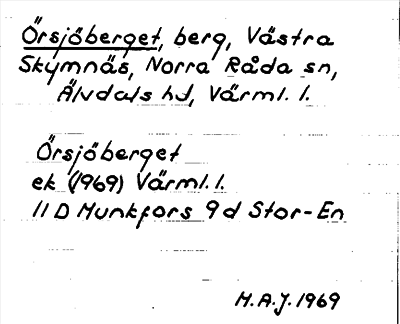 Örsjöberget, berg, Västra
Skymnäs, Norra Råda sn,
Älvdals hd, Värml. l.
Örsjöberget
ek (1969) Värml. l.
11 D Munkfors 9 d Stor-En
M.A.J. 1969